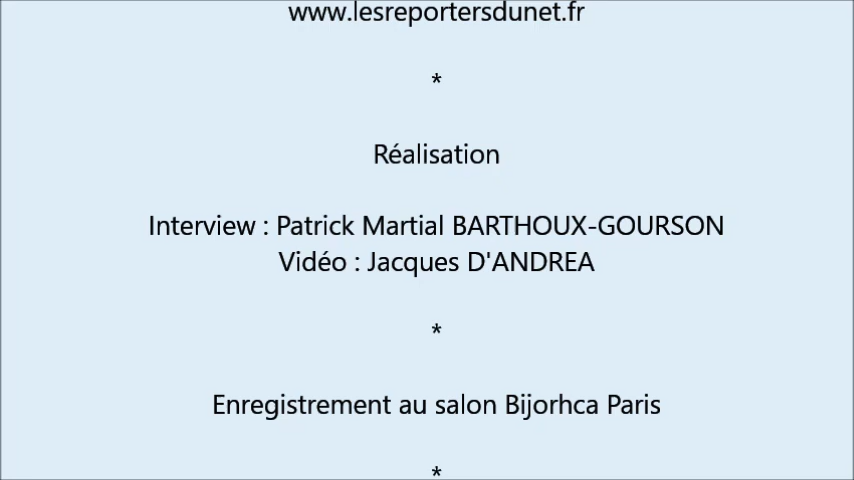 www.lesreportersdunet.fr
*
Réalisation
Interview : Patrick Martial BARTHOUX-GOURSON
Vidéo : Jacques D'ANDREA
*
Enregistrement au salon Bijorhca Paris
*